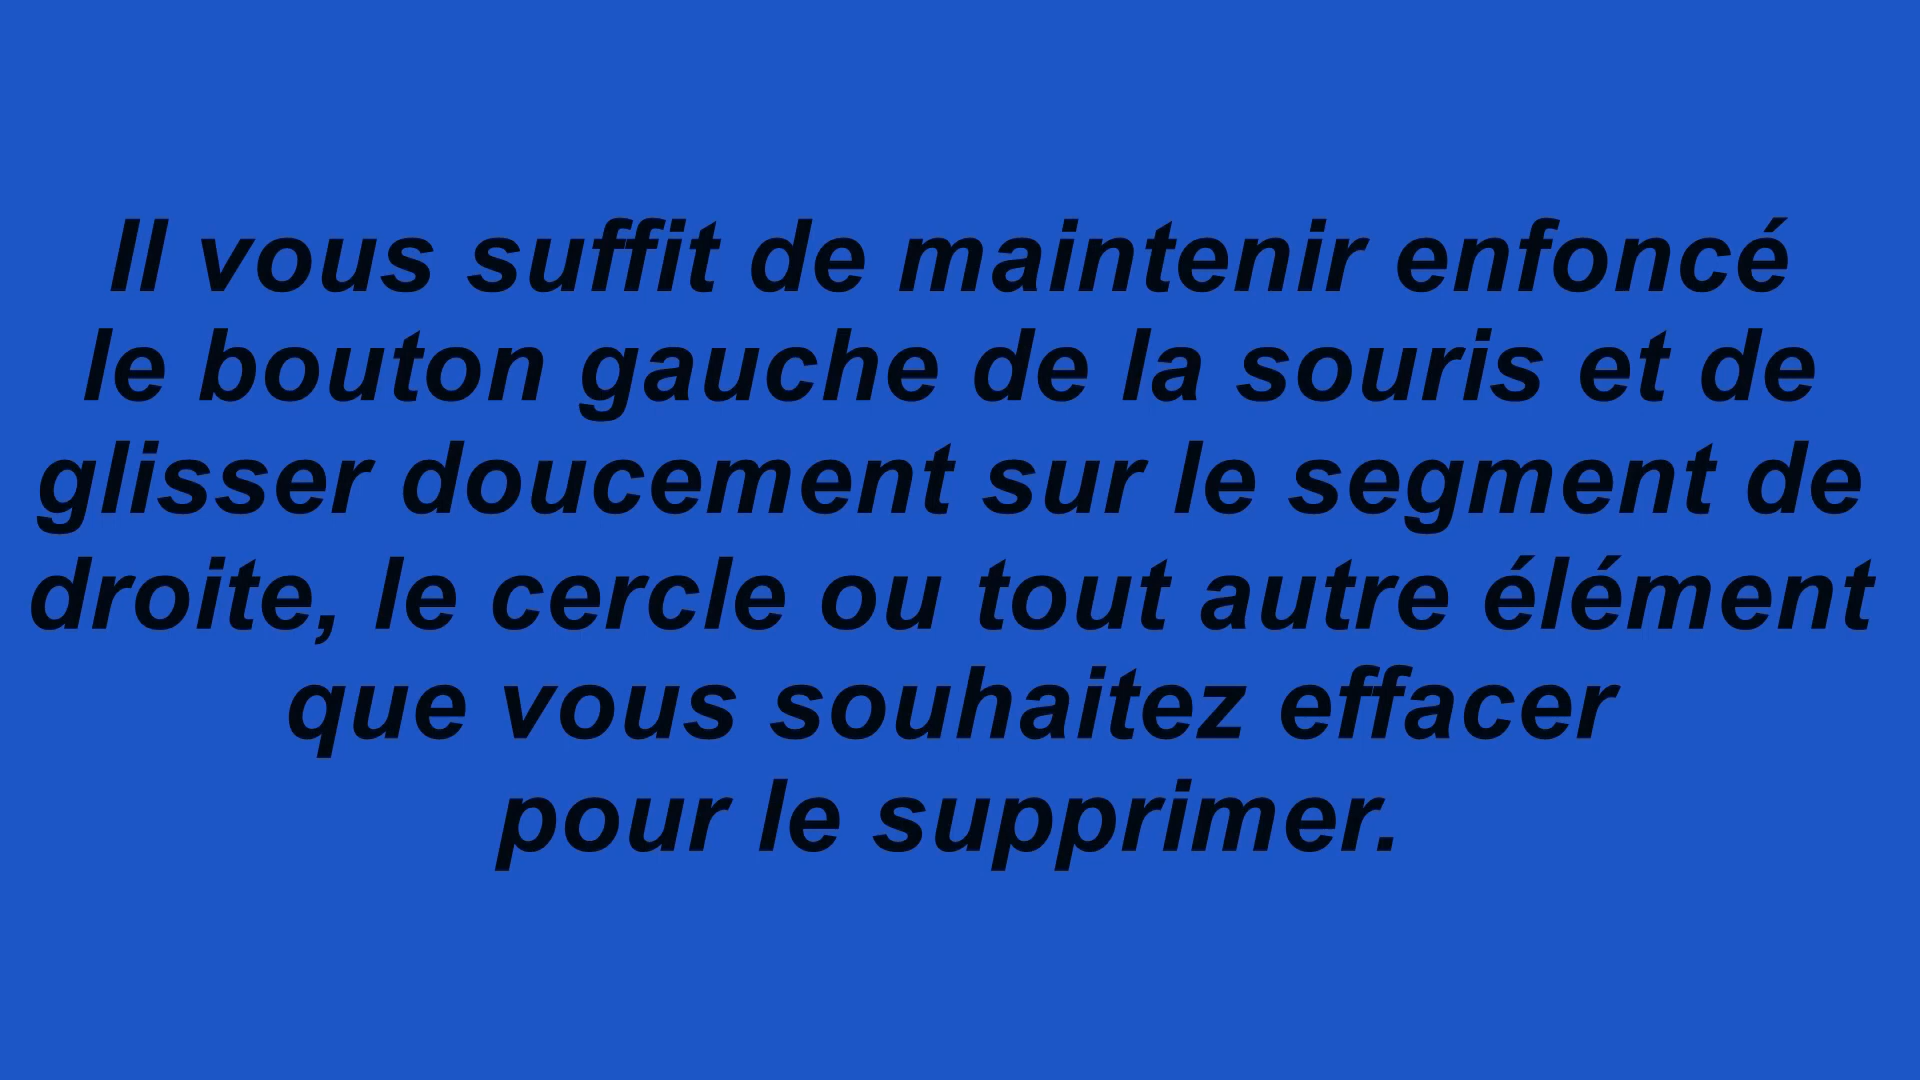 Il vous suffit de maintenir enfoncé
le bouton gauche de la souris et de
glisser doucement sur le segment de
droite, le cercle ou tout autre élément
que vous souhaitez effacer
pour le supprimer.